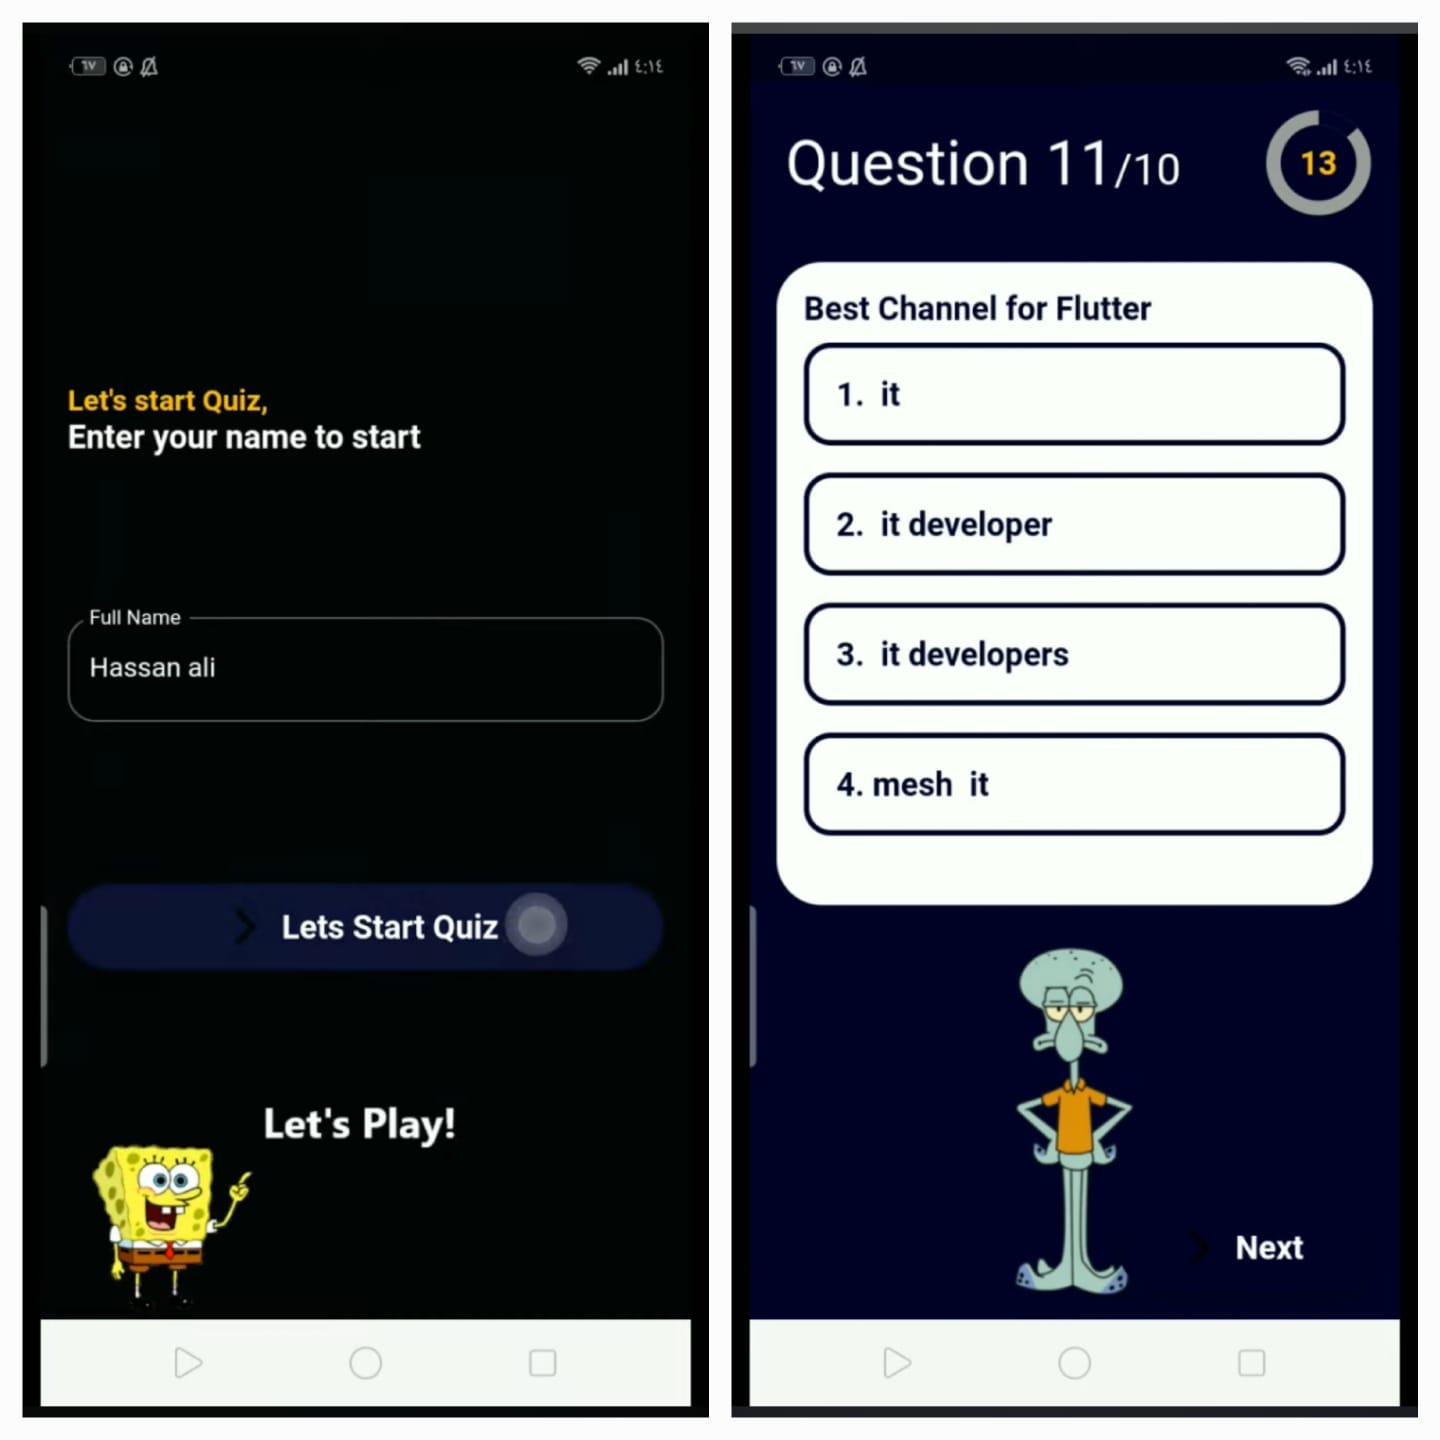 ٦٧
٤:١٤
Let's start Quiz,
Enter your name to start
Full Name
Hassan ali
Lets Start Quiz
Let's Play!
٦٧
٤:١٤
Question 11/10
13
Best Channel for Flutter
1. it
2. it developer
3. it developers
4. mesh it
Next